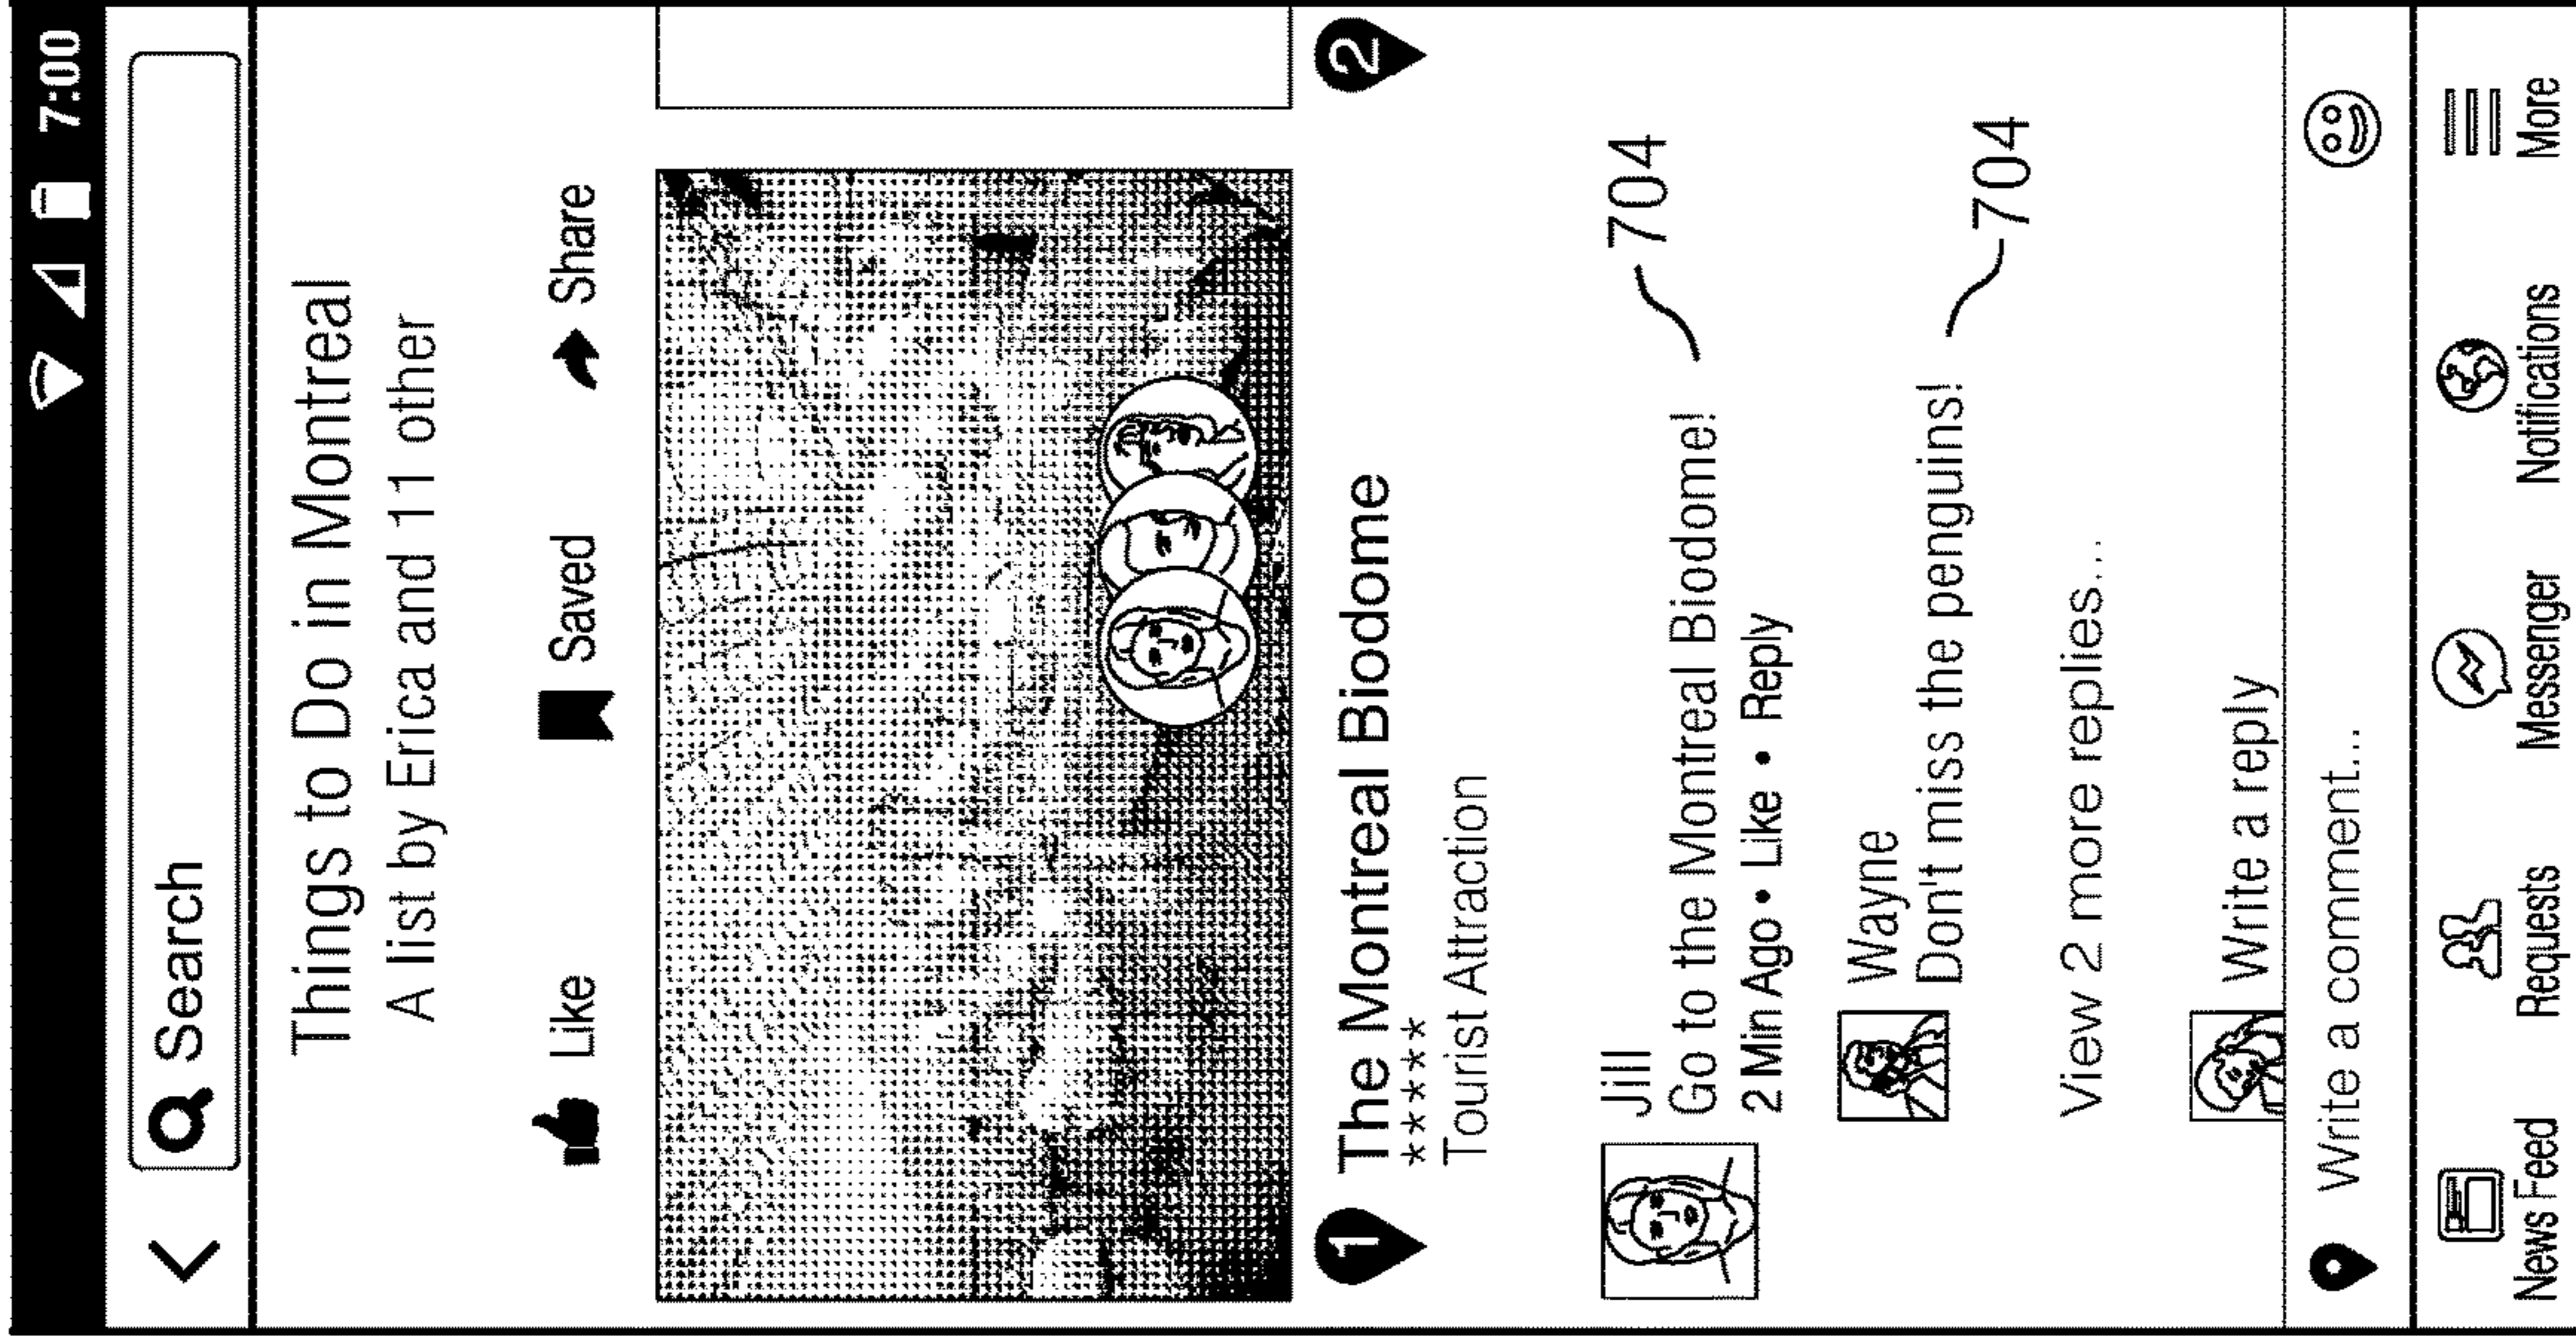 7:00
Search
Things to Do in Montreal
A list by Erica and 11 other
Like Saved Share
1 The Montreal Biodome 2
*****
Tourist Attraction
Jill
Go to the Montreal Biodome!
704
2 Min Ago • Like • Reply
Wayne
Don't miss the penguins!
704
View 2 more replies...
Write a reply
Write a comment...
News Feed Requests Messenger Notifications More